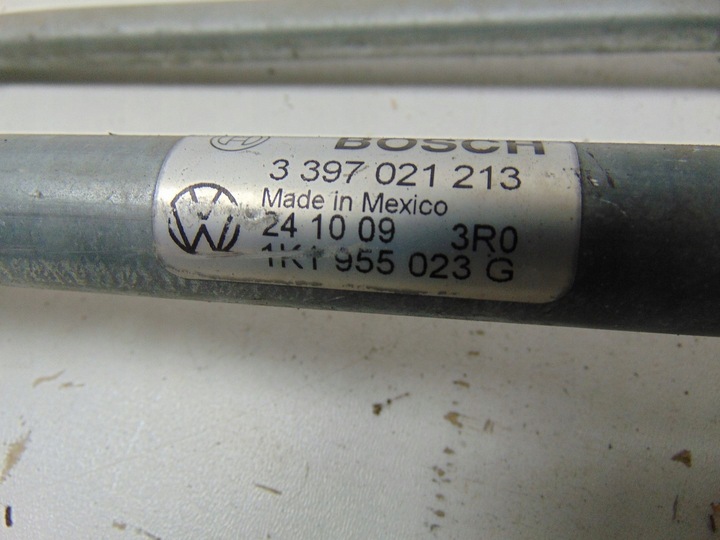 BOSCH
3 397 021 213
Made in Mexico
24 10 09 3R0
1K1 955 023 G